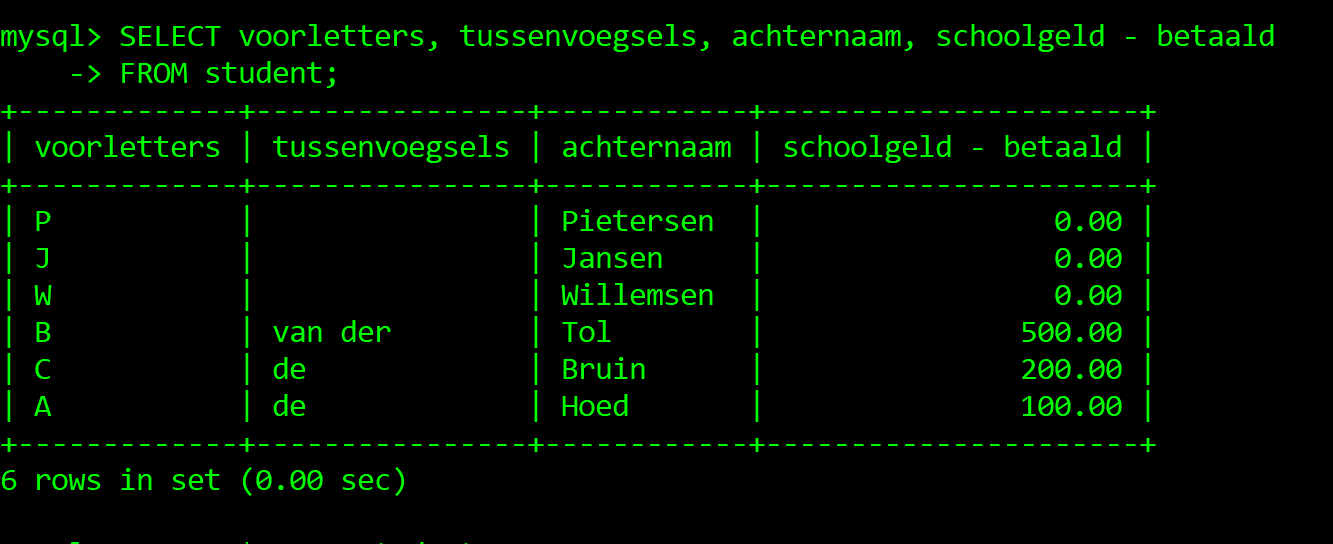 mysql> SELECT voorletters, tussenvoegsels, achternaam, schoolgeld - betaald
    -> FROM student;
+-------------+----------------+------------+----------------------+
| voorletters | tussenvoegsels | achternaam | schoolgeld - betaald |
+-------------+----------------+------------+----------------------+
| P           |                | Pietersen  |                 0.00 |
| J           |                | Jansen     |                 0.00 |
| W           |                | Willemsen  |                 0.00 |
| B           | van der        | Tol        |               500.00 |
| C           | de             | Bruin      |               200.00 |
| A           | de             | Hoed       |               100.00 |
+-------------+----------------+------------+----------------------+
6 rows in set (0.00 sec)